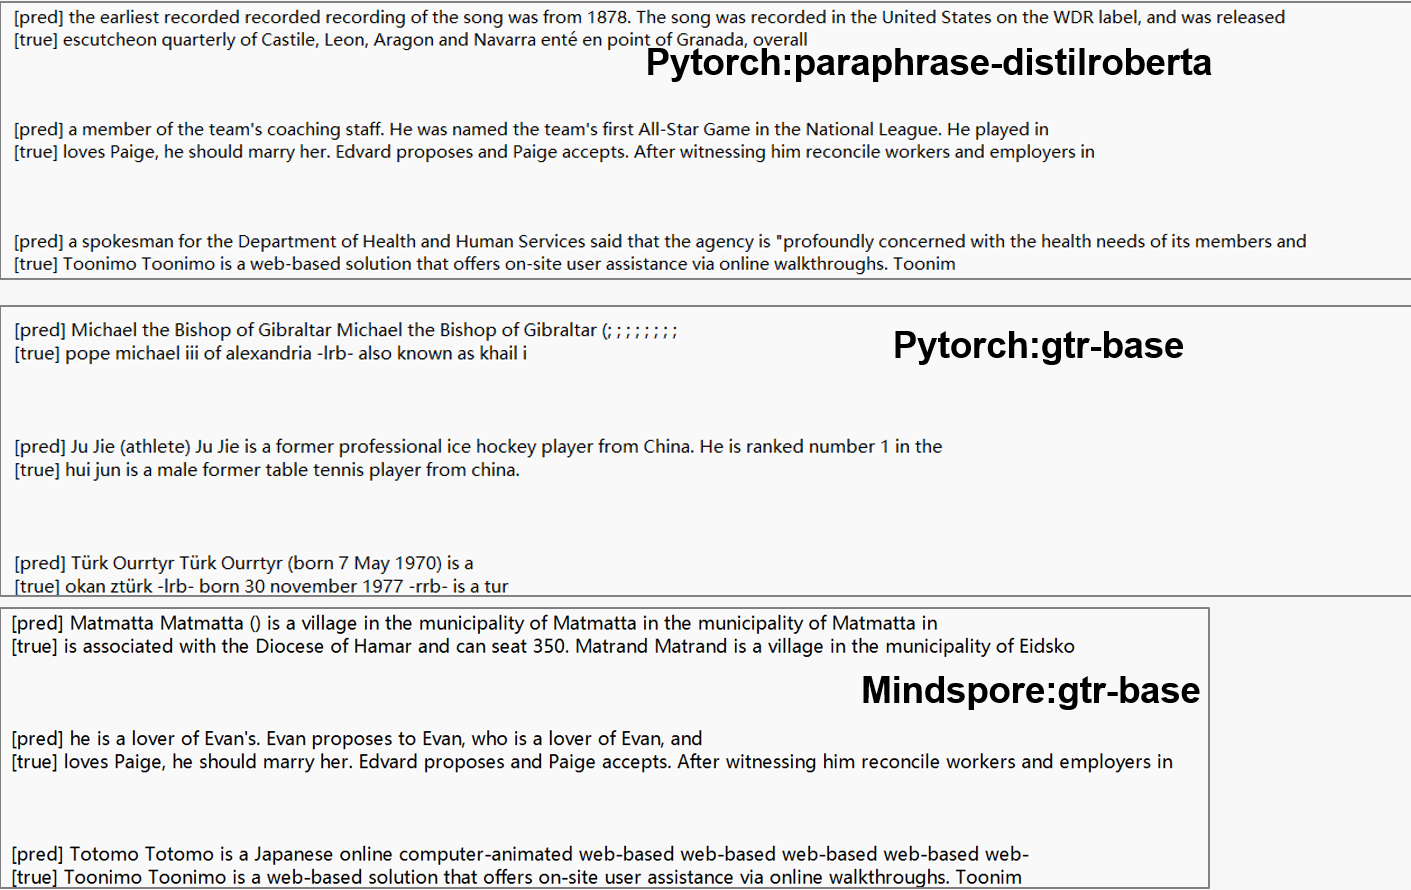 [pred] the earliest recorded recorded recording of the song was from 1878. The song was recorded in the United States on the WDR label, and was released
[true] escutcheon quarterly of Castile, Leon, Aragon and Navarra enté en point of Granada, overall
Pytorch:paraphrase-distilroberta
[pred] a member of the team's coaching staff. He was named the team's first All-Star Game in the National League. He played in
[true] loves Paige, he should marry her. Edvard proposes and Paige accepts. After witnessing him reconcile workers and employers in
[pred] a spokesman for the Department of Health and Human Services said that the agency is "profoundly concerned with the health needs of its members and
[true] Toonimo Toonimo is a web-based solution that offers on-site user assistance via online walkthroughs. Toonim
[pred] Michael the Bishop of Gibraltar Michael the Bishop of Gibraltar (; ; ; ; ; ; ; ;
[true] pope michael iii of alexandria -lrb- also known as khail i
Pytorch:gtr-base
[pred] Ju Jie (athlete) Ju Jie is a former professional ice hockey player from China. He is ranked number 1 in the
[true] hui jun is a male former table tennis player from china.
[pred] Türk Ourrtyr Türk Ourrtyr (born 7 May 1970) is a
[true] okan ztürk -lrb- born 30 november 1977 -rrb- is a tur
[pred] Matmatta Matmatta () is a village in the municipality of Matmatta in the municipality of Matmatta in
[true] is associated with the Diocese of Hamar and can seat 350. Matrand Matrand is a village in the municipality of Eidsko
Mindspore:gtr-base
[pred] he is a lover of Evan's. Evan proposes to Evan, who is a lover of Evan, and
[true] loves Paige, he should marry her. Edvard proposes and Paige accepts. After witnessing him reconcile workers and employers in
[pred] Totomo Totomo is a Japanese online computer-animated web-based web-based web-based web-based web-
[true] Toonimo Toonimo is a web-based solution that offers on-site user assistance via online walkthroughs. Toonim